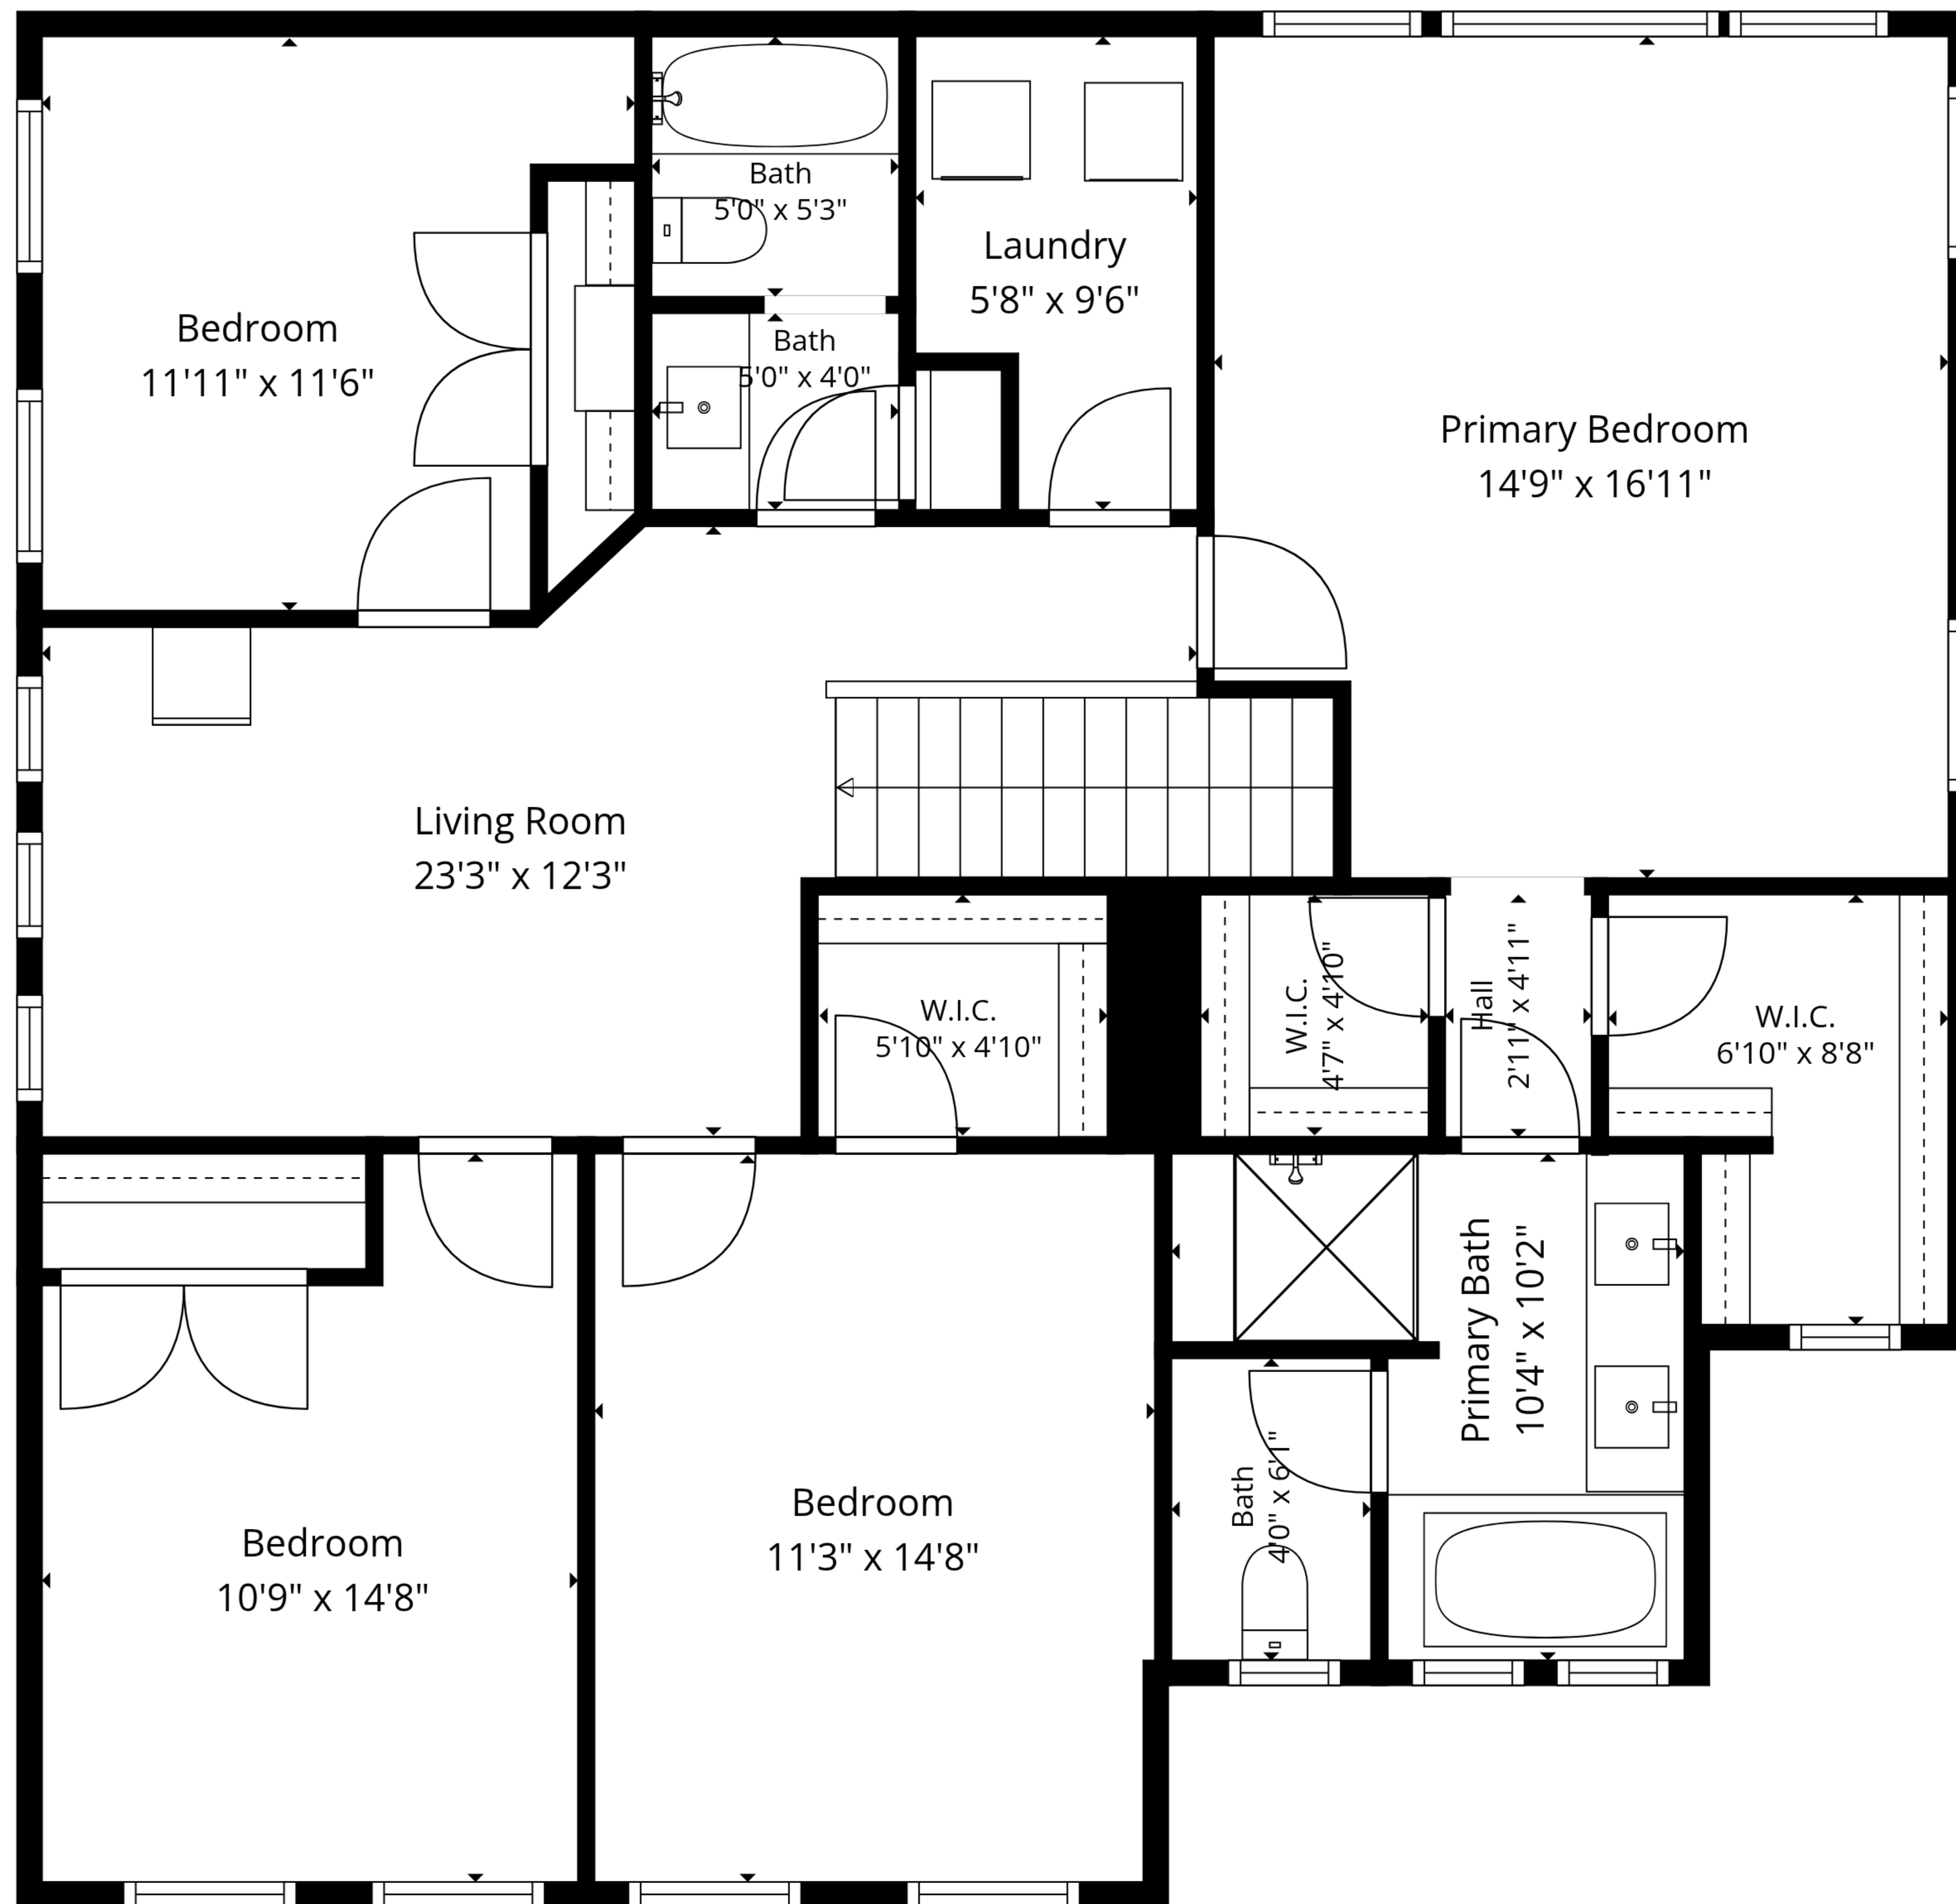 Bath
5'0" x 5'3"
Laundry
5'8" x 9'6"
Bedroom
11'11" x 11'6"
Bath
5'0" x 4'0"
Primary Bedroom
14'9" x 16'11"
Living Room
23'3" x 12'3"
W.I.C.
5'10" x 4'10"
W.I.C.
4'7" x 4'10"
Hall
2'11" x 4'11"
W.I.C.
6'10" x 8'8"
Primary Bath
10'4" x 10'2"
Bath
4'0" x 6'1"
Bedroom
11'3" x 14'8"
Bedroom
10'9" x 14'8"